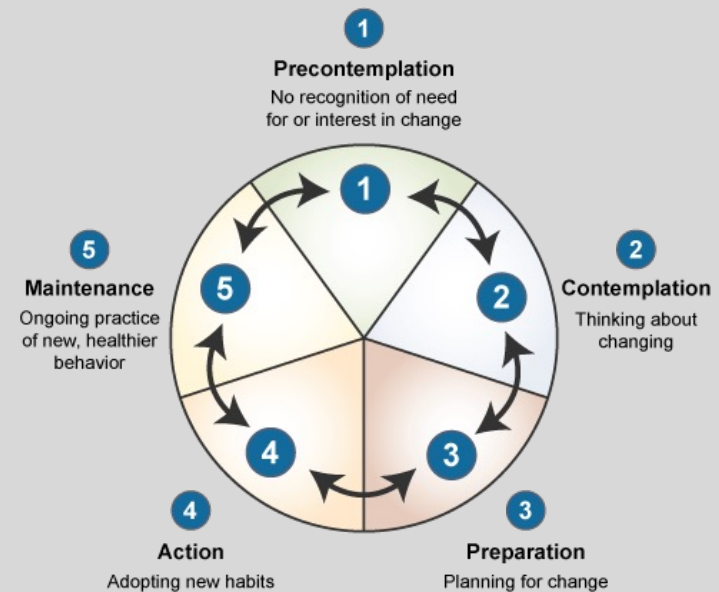 1
Precontemplation
No recognition of need
for or interest in change
1
5
Maintenance
Ongoing practice
of new, healthier
behavior
5
2
2
Contemplation
Thinking about
changing
4
3
4
Action
Adopting new habits
3
Preparation
Planning for change